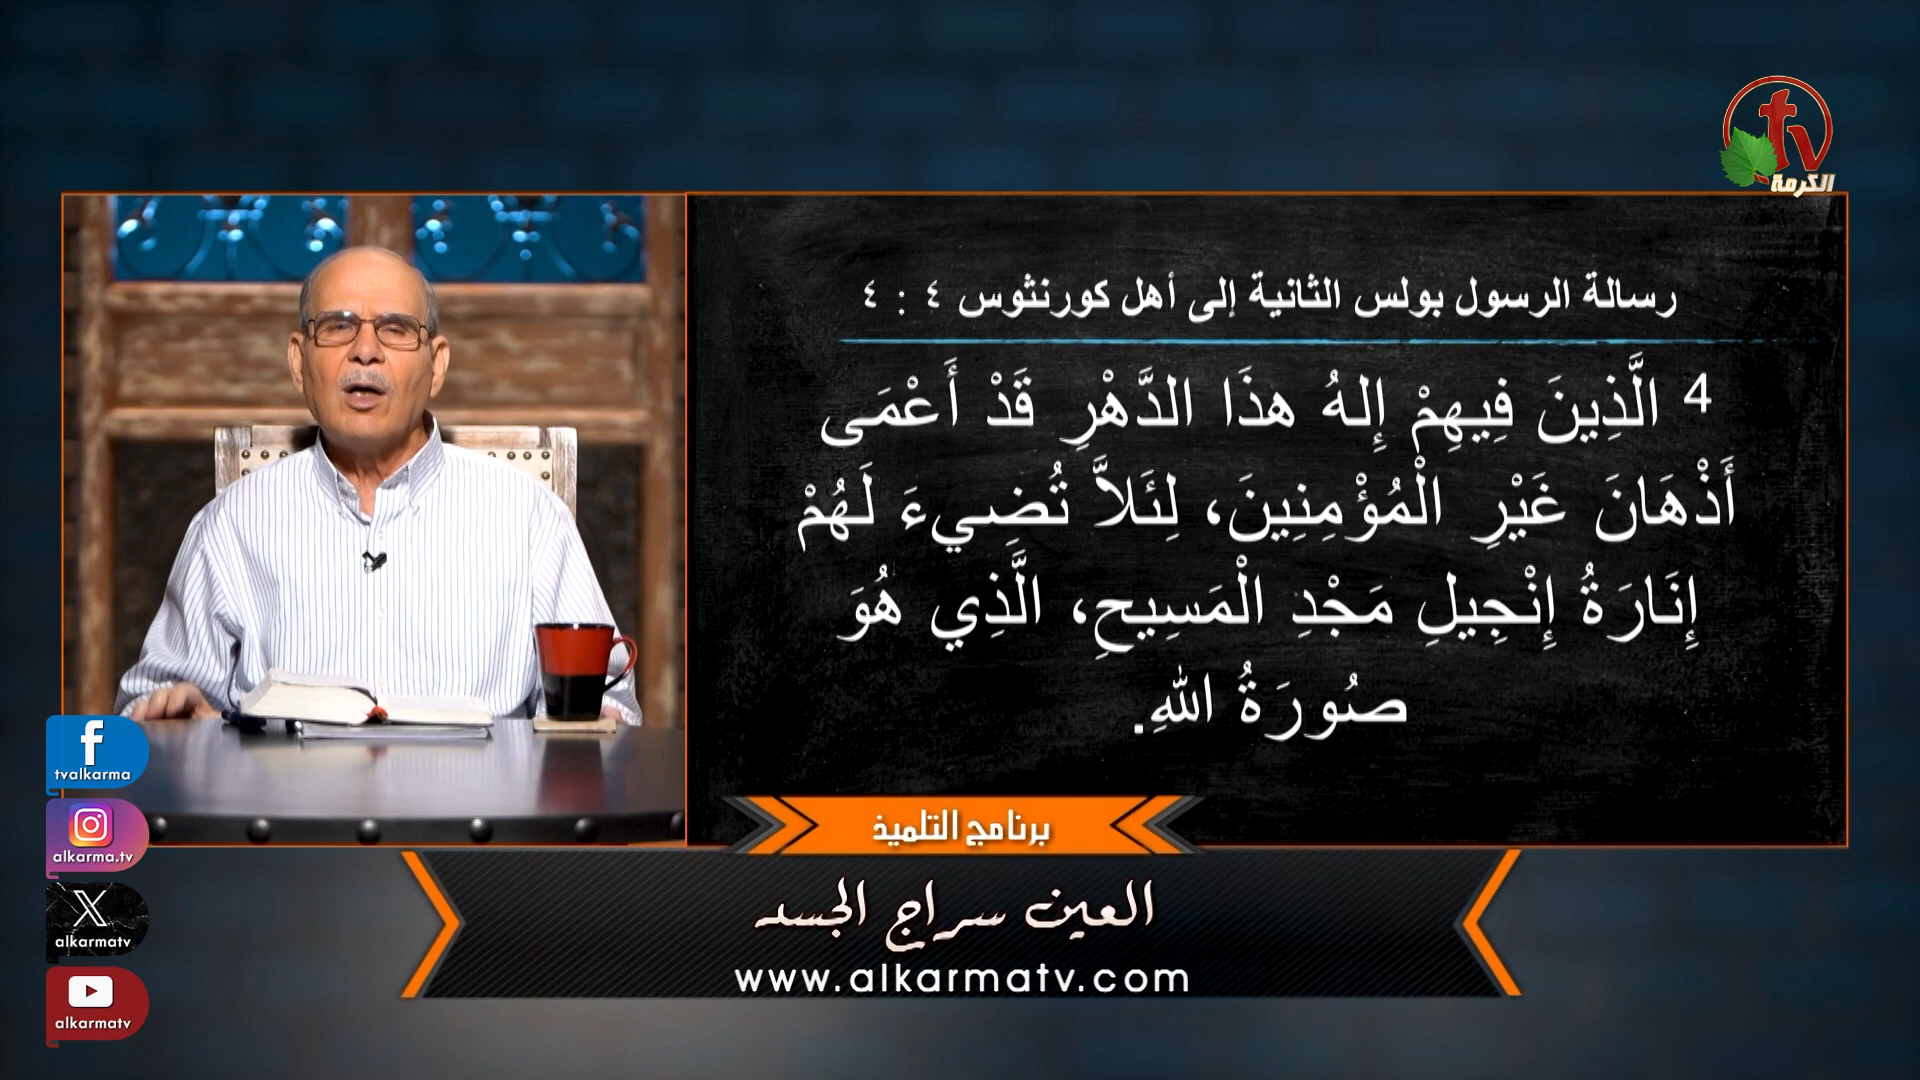 tv
الكرمة
رسالة الرسول بولس الثانية إلى أهل كورنثوس ٤ : ٤
4 الَّذِينَ فِيهِمْ إِلهُ هذَا الدَّهْرِ قَدْ أَعْمَى
أَذْهَانَ غَيْرِ الْمُؤْمِنِينَ، لِئَلاَّ تُضِيءَ لَهُمْ
إِنَارَةُ إِنْجِيلِ مَجْدِ الْمَسِيحِ، الَّذِي هُوَ
صُورَةُ اللهِ.
برنامج التلميذ
العين سراج الجسد
www.alkarmatv.com
tvalkarma
alkarma.tv
alkarmatv
alkarmatv